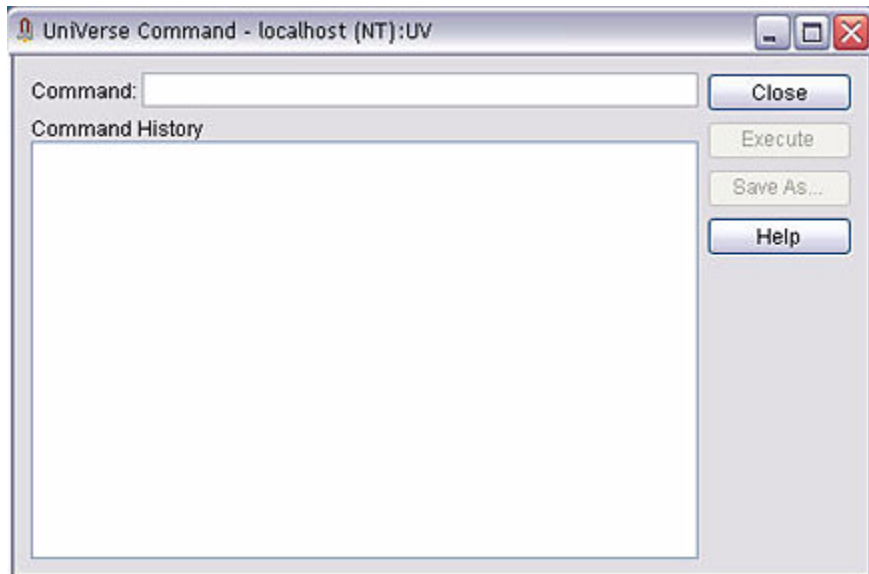 UniVerse Command - localhost (NT):UV
Command:
Close
Command History
Execute
Save As...
Help